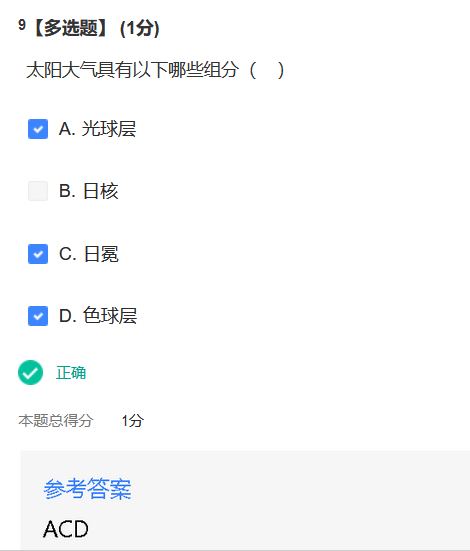 9【多选题】 (1分)
太阳大气具有以下哪些组分（ ）
A. 光球层
B. 日核
C. 日冕
D. 色球层
正确
本题总得分 1分
参考答案
ACD